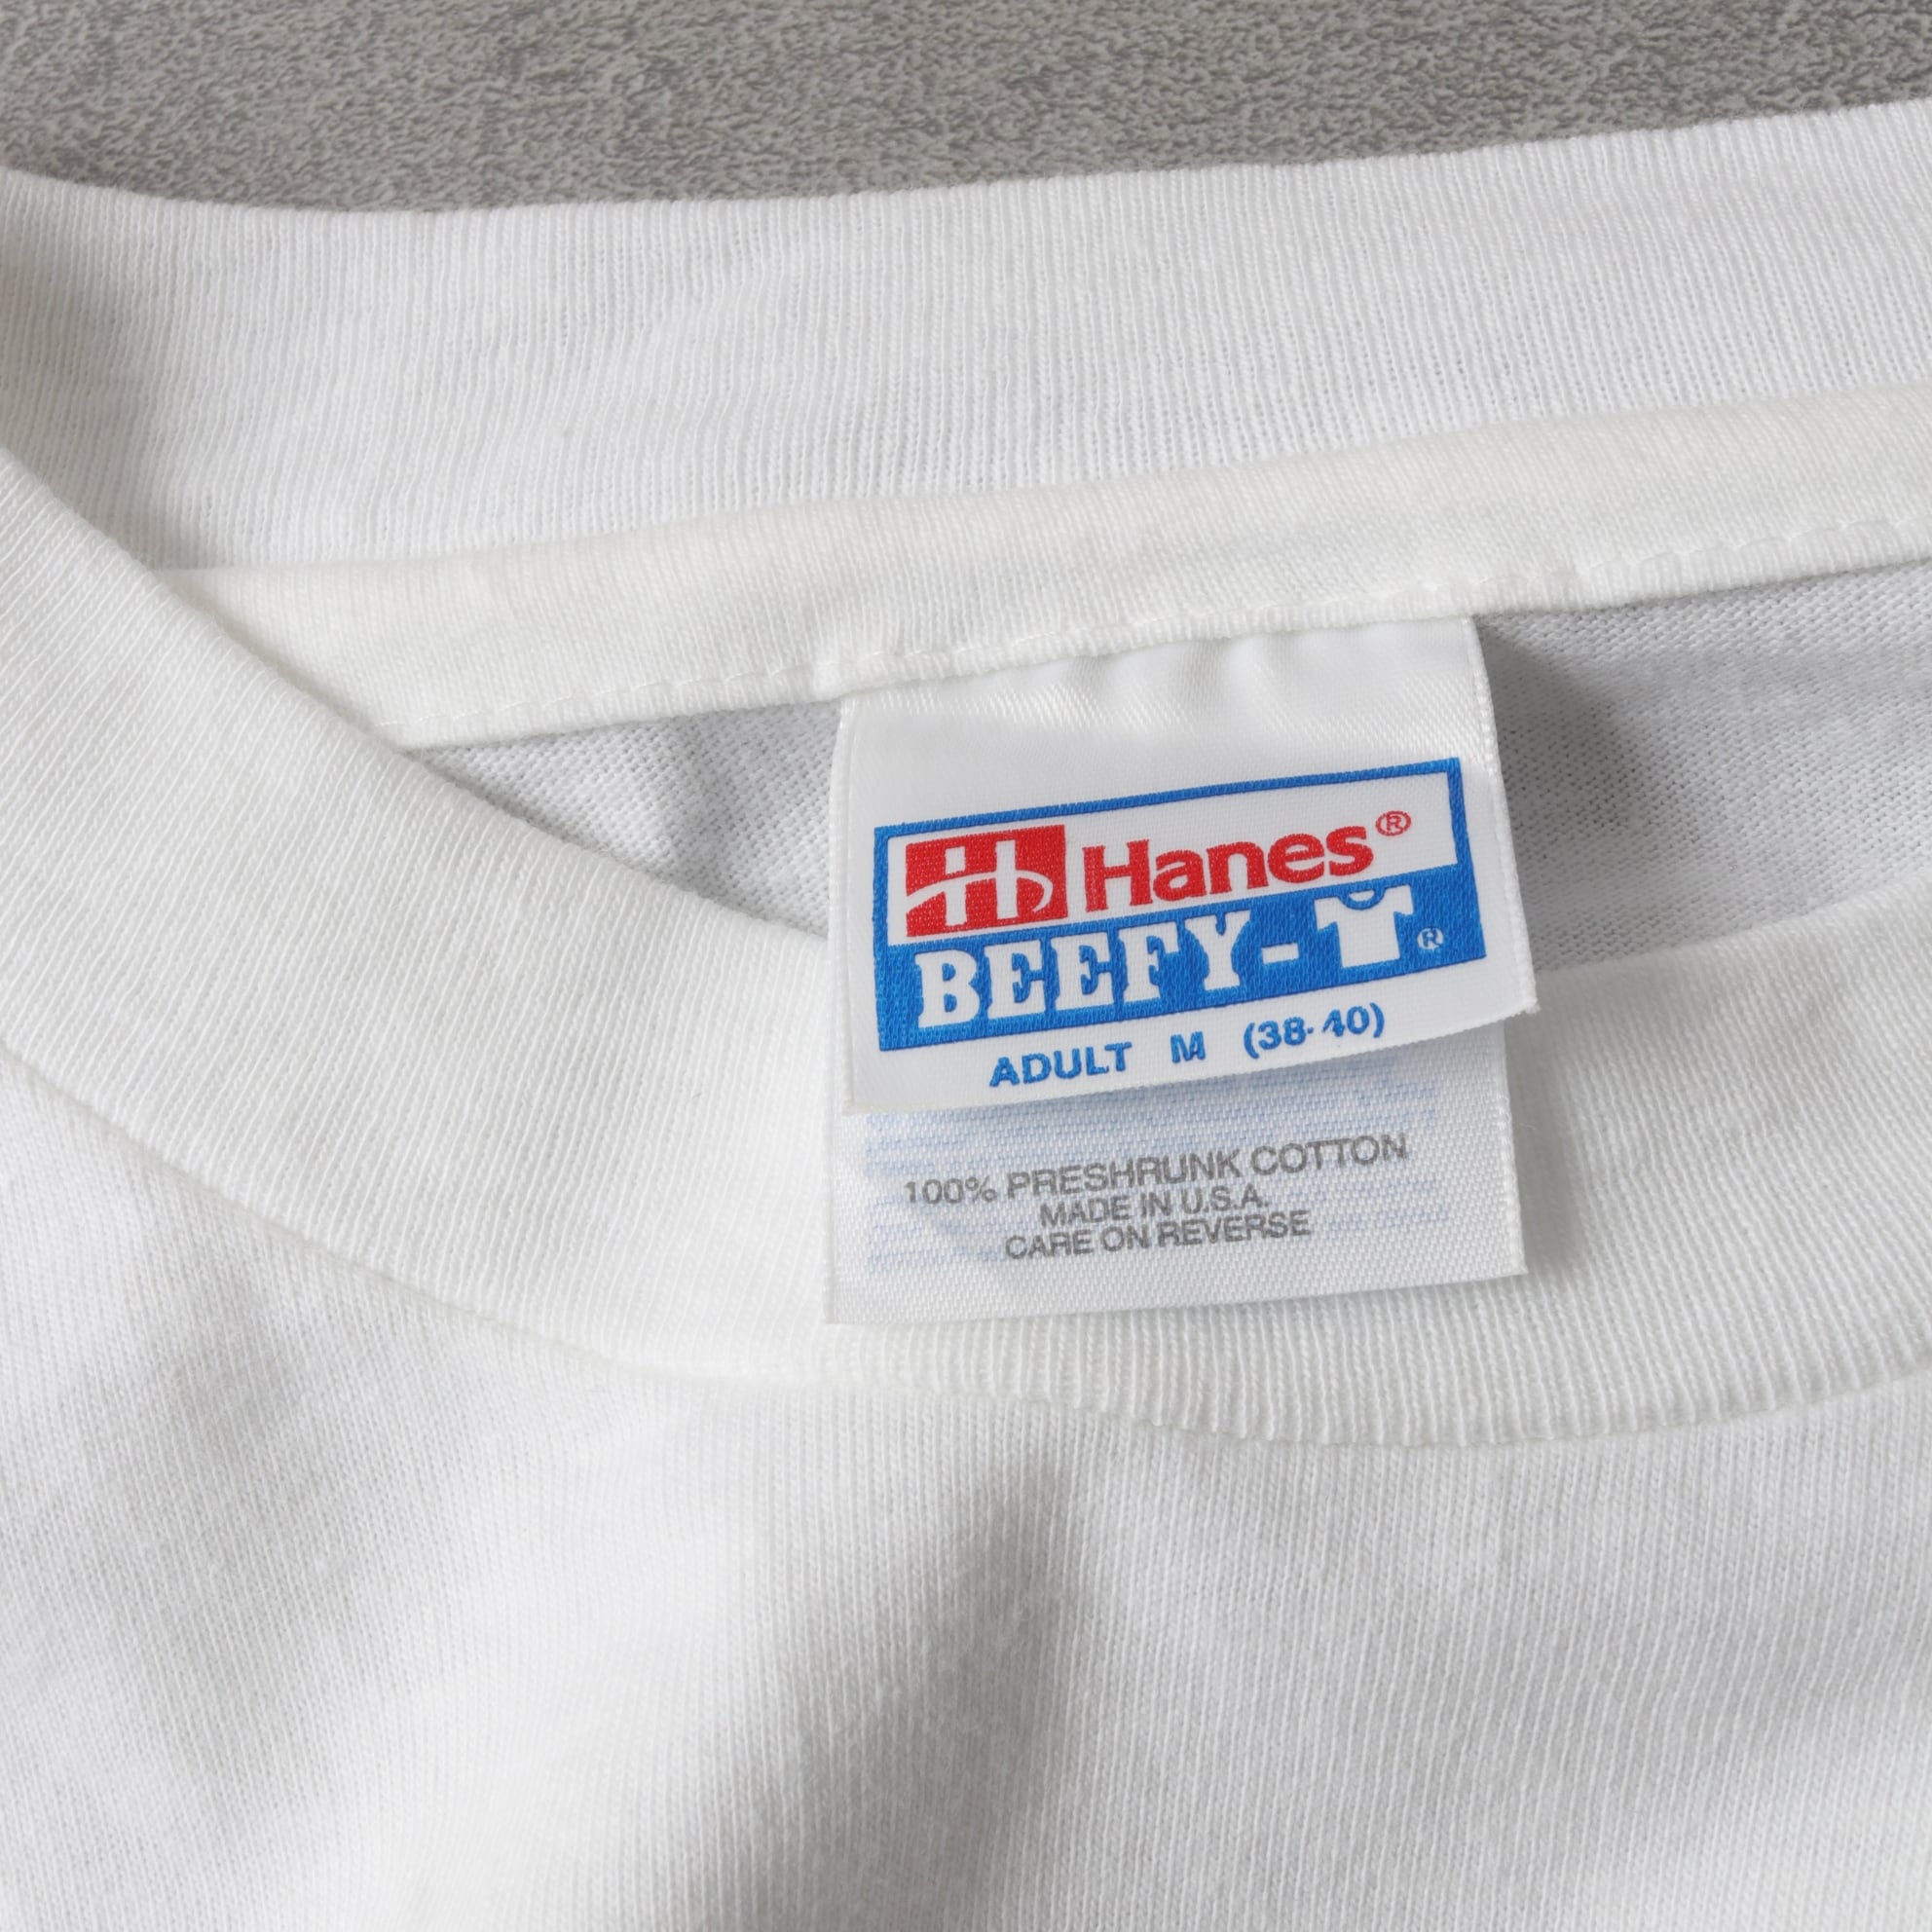 Hanes®
BEEFY-T®
ADULT M (38-40)
100% PRESHRUNK COTTON
MADE IN U.S.A.
CARE ON REVERSE